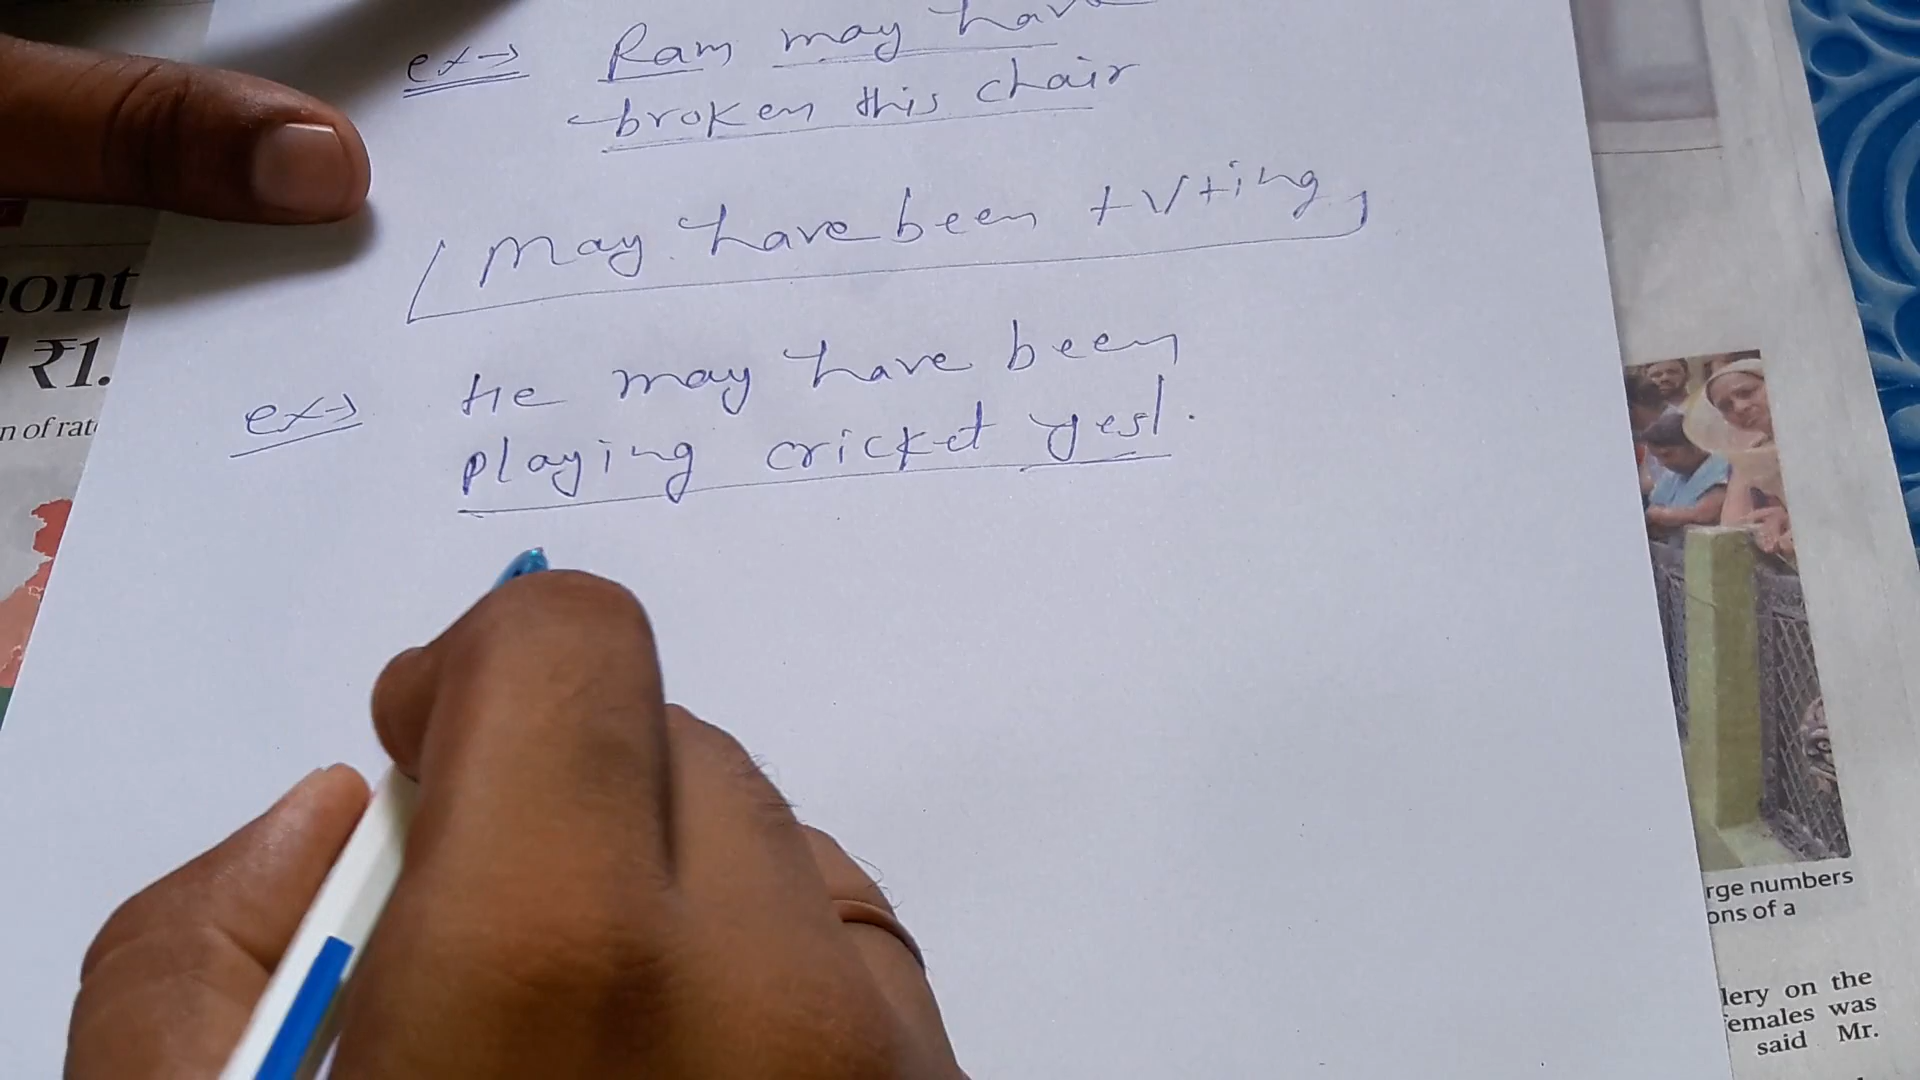 ex→ Ram may have
broken this chair
May have been +V+ing
ex→ He may have been
playing cricket yes|.
ont
₹1.
n of rat
rge numbers
ons of a
lery on the
emales was
said Mr.